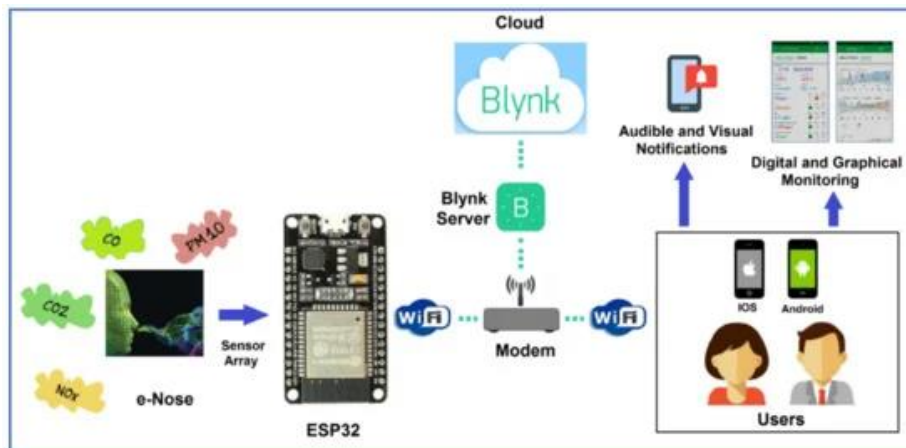 Cloud
Blynk
Audible and Visual
Notifications
Digital and Graphical
Monitoring
Blynk
Server
B
CO
PM10
CO2
NOx
e-Nose
Sensor
Array
ESP32
WiFi
Modem
WiFi
IOS
Android
Users